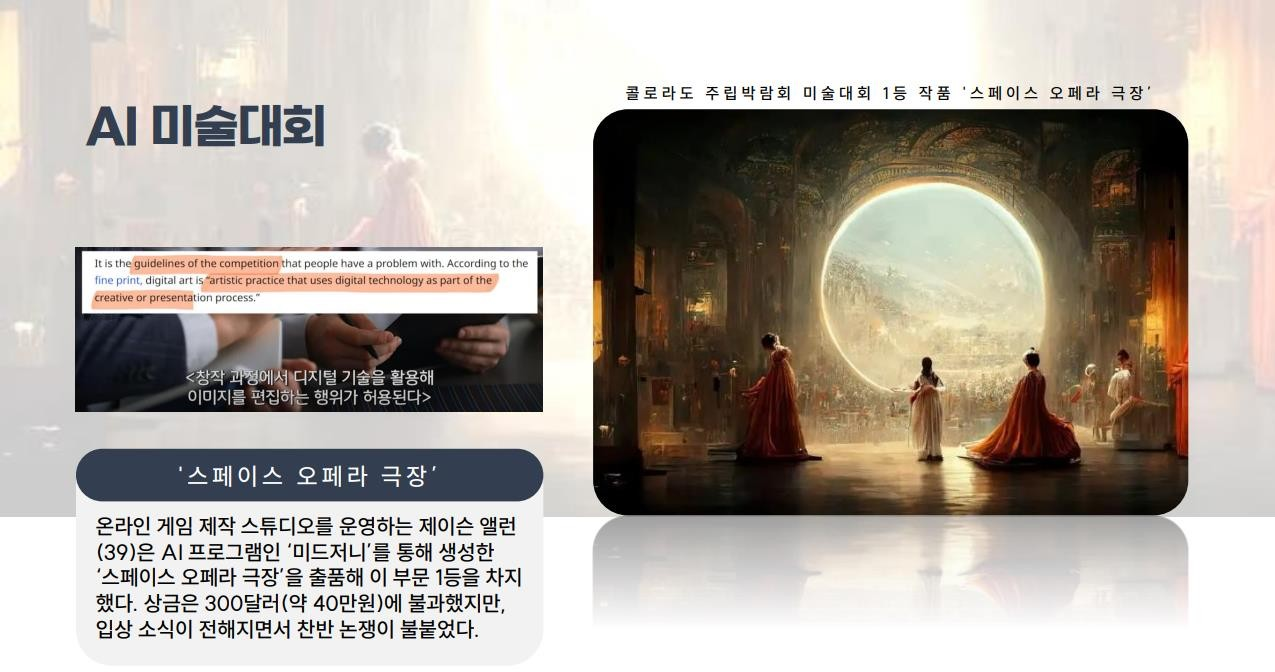 AI 미술대회
콜로라도 주립박람회 미술대회 1등 작품 '스페이스 오페라 극장'
It is the guidelines of the competition that people have a problem with. According to the
fine print, digital art is “artistic practice that uses digital technology as part of the
creative or presentation process.”
<창작 과정에서 디지털 기술을 활용해
이미지를 편집하는 행위가 허용된다>
'스페이스 오페라 극장'
온라인 게임 제작 스튜디오를 운영하는 제이슨 앨런
(39)은 AI 프로그램인 ‘미드저니’를 통해 생성한
‘스페이스 오페라 극장’을 출품해 이 부문 1등을 차지
했다. 상금은 300달러(약 40만원)에 불과했지만,
입상 소식이 전해지면서 찬반 논쟁이 불붙었다.